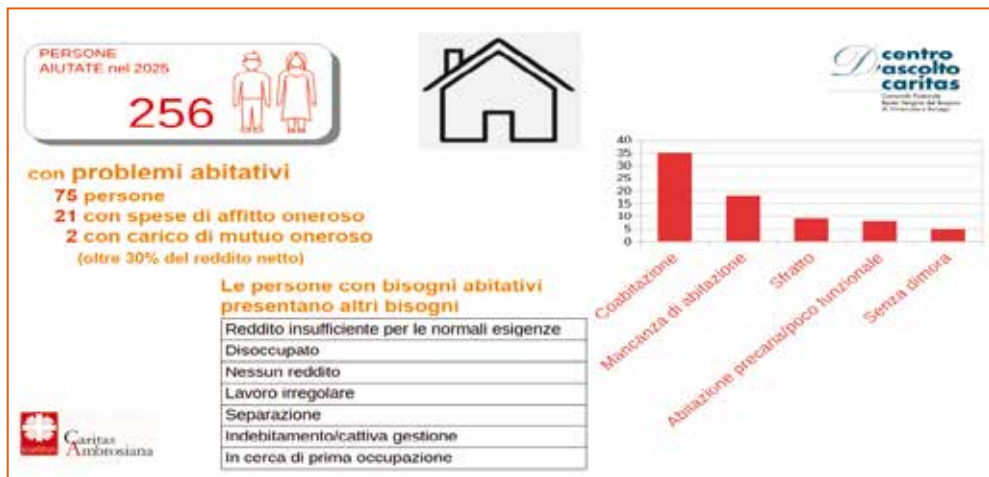 PERSONE
AIUTATE nel 2025
256
centro
d'ascolto
caritas
Comunità Pastorale
con problemi abitativi
75 persone
21 con spese di affitto oneroso
2 con carico di mutuo oneroso
(oltre 30% del reddito netto)
40
35
30
25
20
15
10
5
0
Coabitazione
Mancanza di abitazione
Sfratto
Abitazione precaria/poco funzionale
Senza dimora
Le persone con bisogni abitativi
presentano altri bisogni
Reddito insufficiente per le normali esigenze
Disoccupato
Nessun reddito
Lavoro irregolare
Separazione
Indebitamento/cattiva gestione
In cerca di prima occupazione
Caritas
Ambrosiana